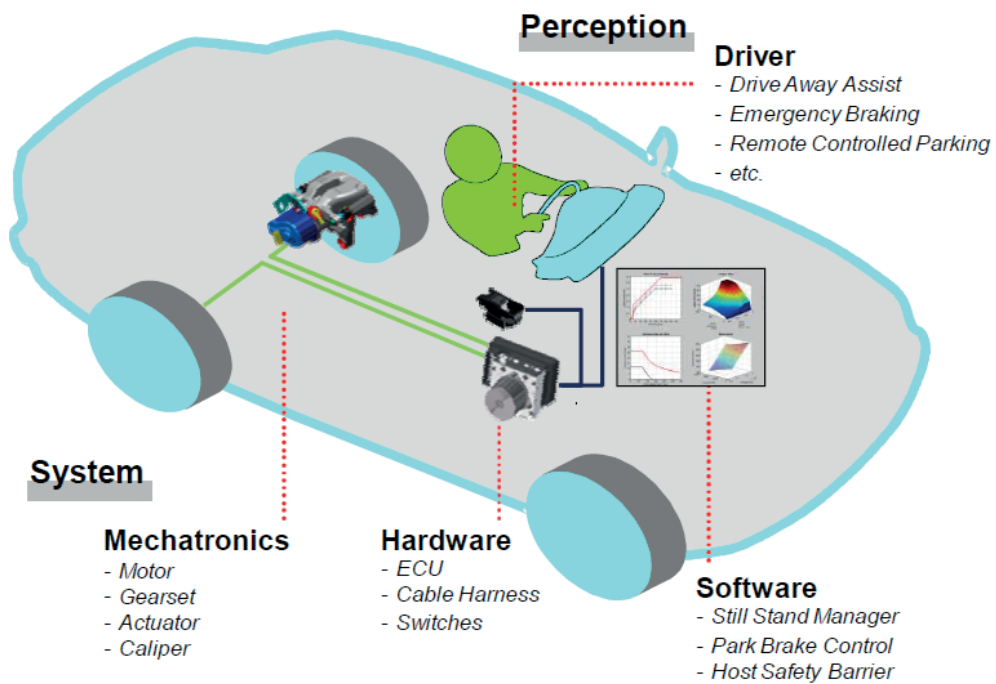 Perception
Driver
- Drive Away Assist
- Emergency Braking
- Remote Controlled Parking
- etc.
System
Mechatronics
- Motor
- Gearset
- Actuator
- Caliper
Hardware
- ECU
- Cable Harness
- Switches
Software
- Still Stand Manager
- Park Brake Control
- Host Safety Barrier